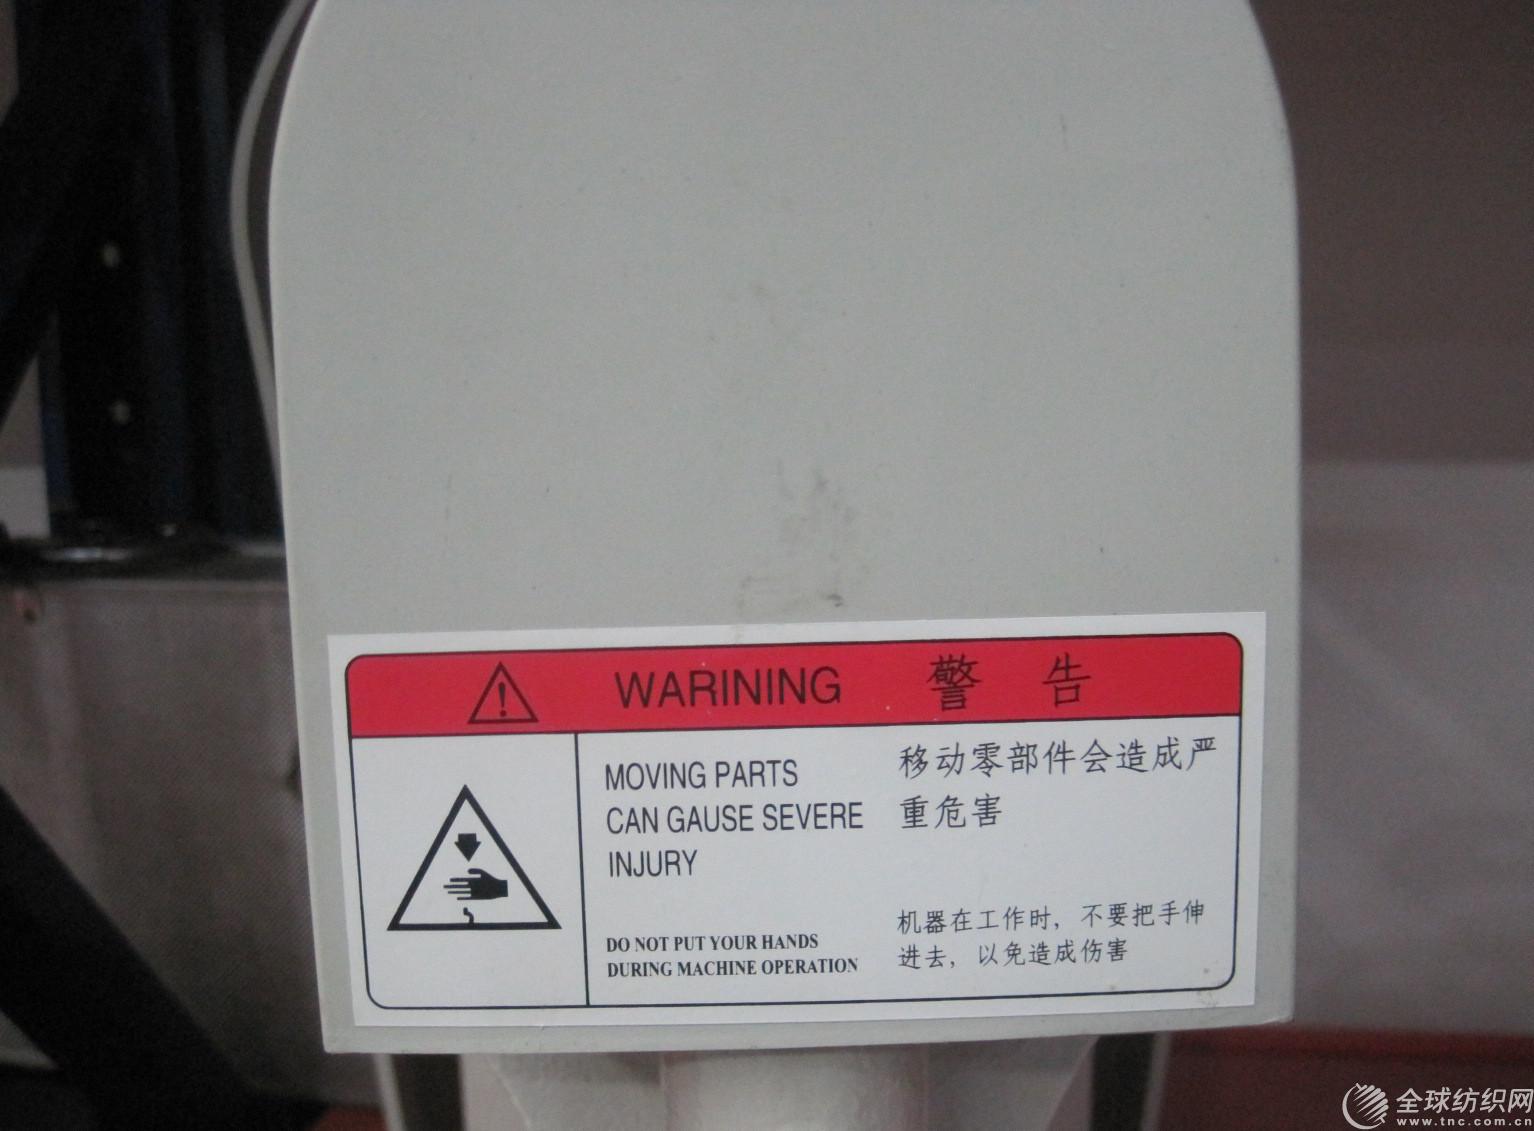 WARINING 警 告
MOVING PARTS
CAN GAUSE SEVERE
INJURY
DO NOT PUT YOUR HANDS
DURING MACHINE OPERATION
移动零部件会造成严
重危害
机器在工作时，不要把手伸
进去，以免造成伤害
全球纺织网
www.tnc.com.cn